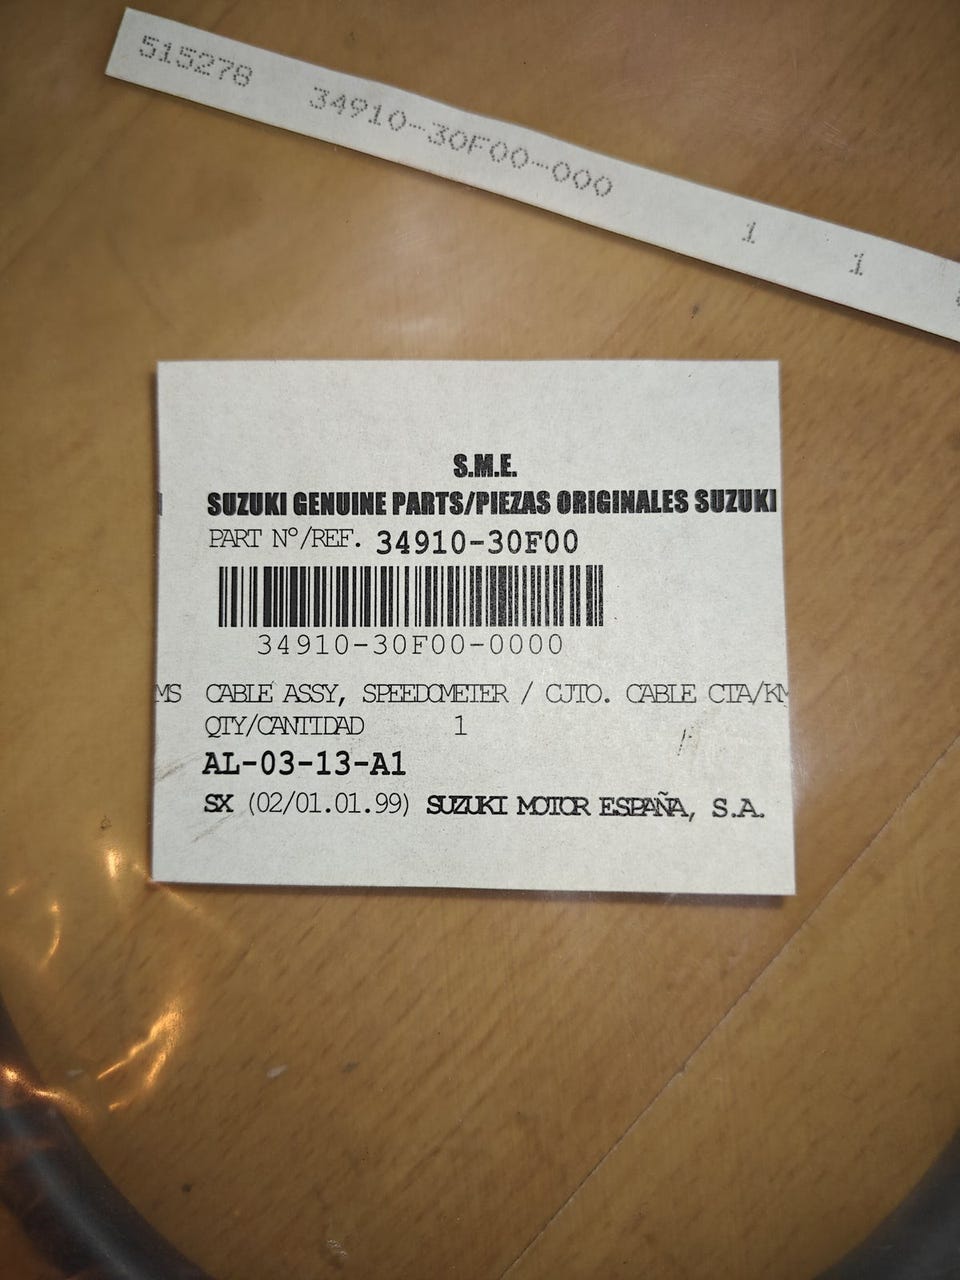 515278 34910-30F00-000 1 1
S.M.E.
SUZUKI GENUINE PARTS/PIEZAS ORIGINALES SUZUKI
PART Nº/REF. 34910-30F00
34910-30F00-0000
MS CABLE ASSY, SPEEDOMETER / CJTO. CABLE CTA/KM
QTY/CANTIDAD 1
AL-03-13-A1
SX (02/01.01.99) SUZUKI MOTOR ESPAÑA, S.A.